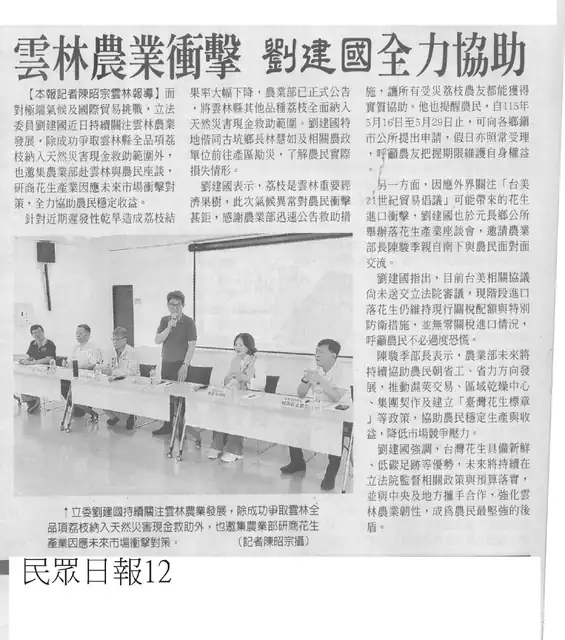 雲林農業衝擊 劉建國全力協助
【本報記者陳昭宗雲林報導】面
對極端氣候及國際貿易挑戰，立法
委員劉建國近日持續關注雲林農業
發展，除成功爭取雲林縣全品項荔
枝納入天然災害現金救助範圍外，
也邀集農業部赴雲林與農民座談，
研商花生產業因應未來市場衝擊對
策，全力協助農民穩定收益。
針對近期遲發性乾旱造成荔枝結
果率大幅下降，農業部已正式公告
，將雲林縣其他品種荔枝全面納入
天然災害現金救助範圍。劉建國特
地偕同古坑鄉長林慧如及相關農政
單位前往產區勘災，了解農民實際
損失情形。
劉建國表示，荔枝是雲林重要經
濟果樹，此次氣候異常對農民衝擊
甚鉅，感謝農業部迅速公告救助措
施，讓所有受災荔枝農友都能獲得
實質協助。他也提醒農民，自115年
5月16日至5月29日止，可向各鄉鎮
市公所提出申請，假日亦照常受理
，呼籲農友把握期限維護自身權益
。
另一方面，因應外界關注「台美
21世紀貿易倡議」可能帶來的花生
進口衝擊，劉建國也於元長鄉公所
舉辦落花生產業座談會，邀請農業
部長陳駿季親自南下與農民面對面
交流。
劉建國指出，目前台美相關協議
尚未送交立法院審議，現階段進口
落花生仍維持現行關稅配額與特別
防衛措施，並無零關稅進口情況，
呼籲農民不必過度恐慌。
陳駿季部長表示，農業部未來將
持續協助農民朝省工、省力方向發
展，推動濕莢交易、區域乾燥中心
、集團契作及建立「臺灣花生標章
」等政策，協助農民穩定生產與收
益，降低市場競爭壓力。
劉建國強調，台灣花生具備新鮮
、低碳足跡等優勢，未來將持續在
立法院監督相關政策與預算落實，
並與中央及地方攜手合作，強化雲
林農業韌性，成為農民最堅強的後
盾。
↑立委劉建國持續關注雲林農業發展，除成功爭取雲林全
品項荔枝納入天然災害現金救助外，也邀集農業部研商花生
產業因應未來市場衝擊對策。（記者陳昭宗攝）
民眾日報12